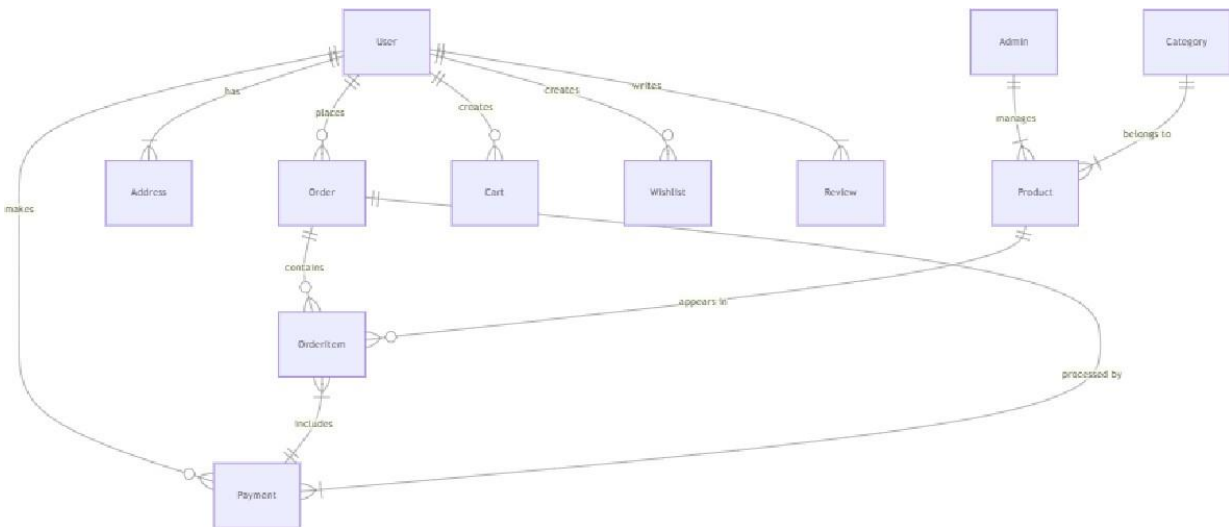 User
Admin
Category
has
writes
places
creates
creates
manages
belongs to
Address
Order
Cart
Wishlist
Review
Product
makes
contains
appears in
OrderItem
processed by
includes
Payment